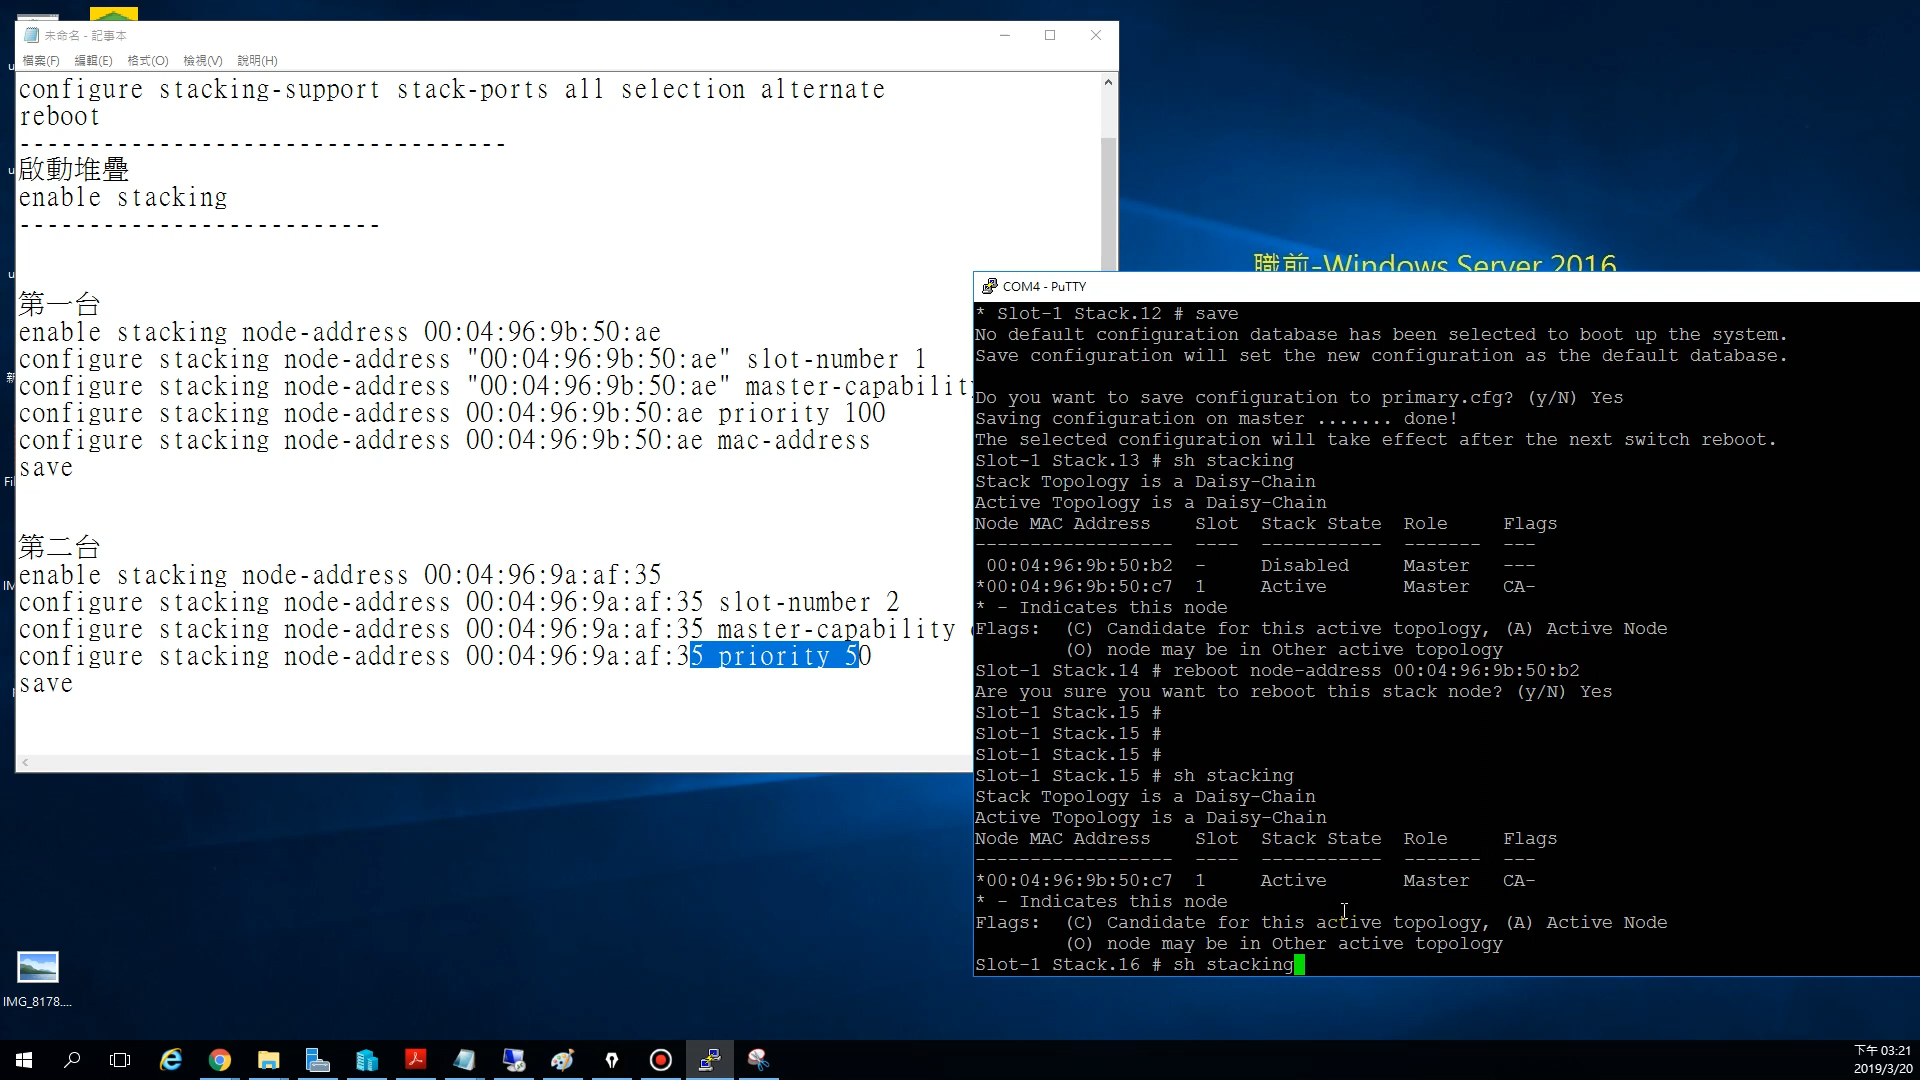 未命名 - 記事本
檔案(F) 編輯(E) 格式(O) 檢視(V) 說明(H)
configure stacking-support stack-ports all selection alternate
reboot
-----------------------------------
啟動堆疊
enable stacking
--------------------------
第一台
enable stacking node-address 00:04:96:9b:50:ae
configure stacking node-address "00:04:96:9b:50:ae" slot-number 1
configure stacking node-address "00:04:96:9b:50:ae" master-capability
configure stacking node-address 00:04:96:9b:50:ae priority 100
configure stacking node-address 00:04:96:9b:50:ae mac-address
save
第二台
enable stacking node-address 00:04:96:9a:af:35
configure stacking node-address 00:04:96:9a:af:35 slot-number 2
configure stacking node-address 00:04:96:9a:af:35 master-capability
configure stacking node-address 00:04:96:9a:af:35 priority 50
save
職前-Windows Server 2016
COM4 - PuTTY
* Slot-1 Stack.12 # save
No default configuration database has been selected to boot up the system.
Save configuration will set the new configuration as the default database.
Do you want to save configuration to primary.cfg? (y/N) Yes
Saving configuration on master ....... done!
The selected configuration will take effect after the next switch reboot.
Slot-1 Stack.13 # sh stacking
Stack Topology is a Daisy-Chain
Active Topology is a Daisy-Chain
Node MAC Address    Slot  Stack State  Role     Flags
------------------  ----  -----------  -------  ---
00:04:96:9b:50:b2  -     Disabled     Master   ---
*00:04:96:9b:50:c7  1     Active       Master   CA-
* - Indicates this node
Flags:  (C) Candidate for this active topology, (A) Active Node
(O) node may be in Other active topology
Slot-1 Stack.14 # reboot node-address 00:04:96:9b:50:b2
Are you sure you want to reboot this stack node? (y/N) Yes
Slot-1 Stack.15 #
Slot-1 Stack.15 #
Slot-1 Stack.15 #
Slot-1 Stack.15 # sh stacking
Stack Topology is a Daisy-Chain
Active Topology is a Daisy-Chain
Node MAC Address    Slot  Stack State  Role     Flags
------------------  ----  -----------  -------  ---
*00:04:96:9b:50:c7  1     Active       Master   CA-
* - Indicates this node
Flags:  (C) Candidate for this active topology, (A) Active Node
(O) node may be in Other active topology
Slot-1 Stack.16 # sh stacking
IMG_8178....
下午 03:21
2019/3/20